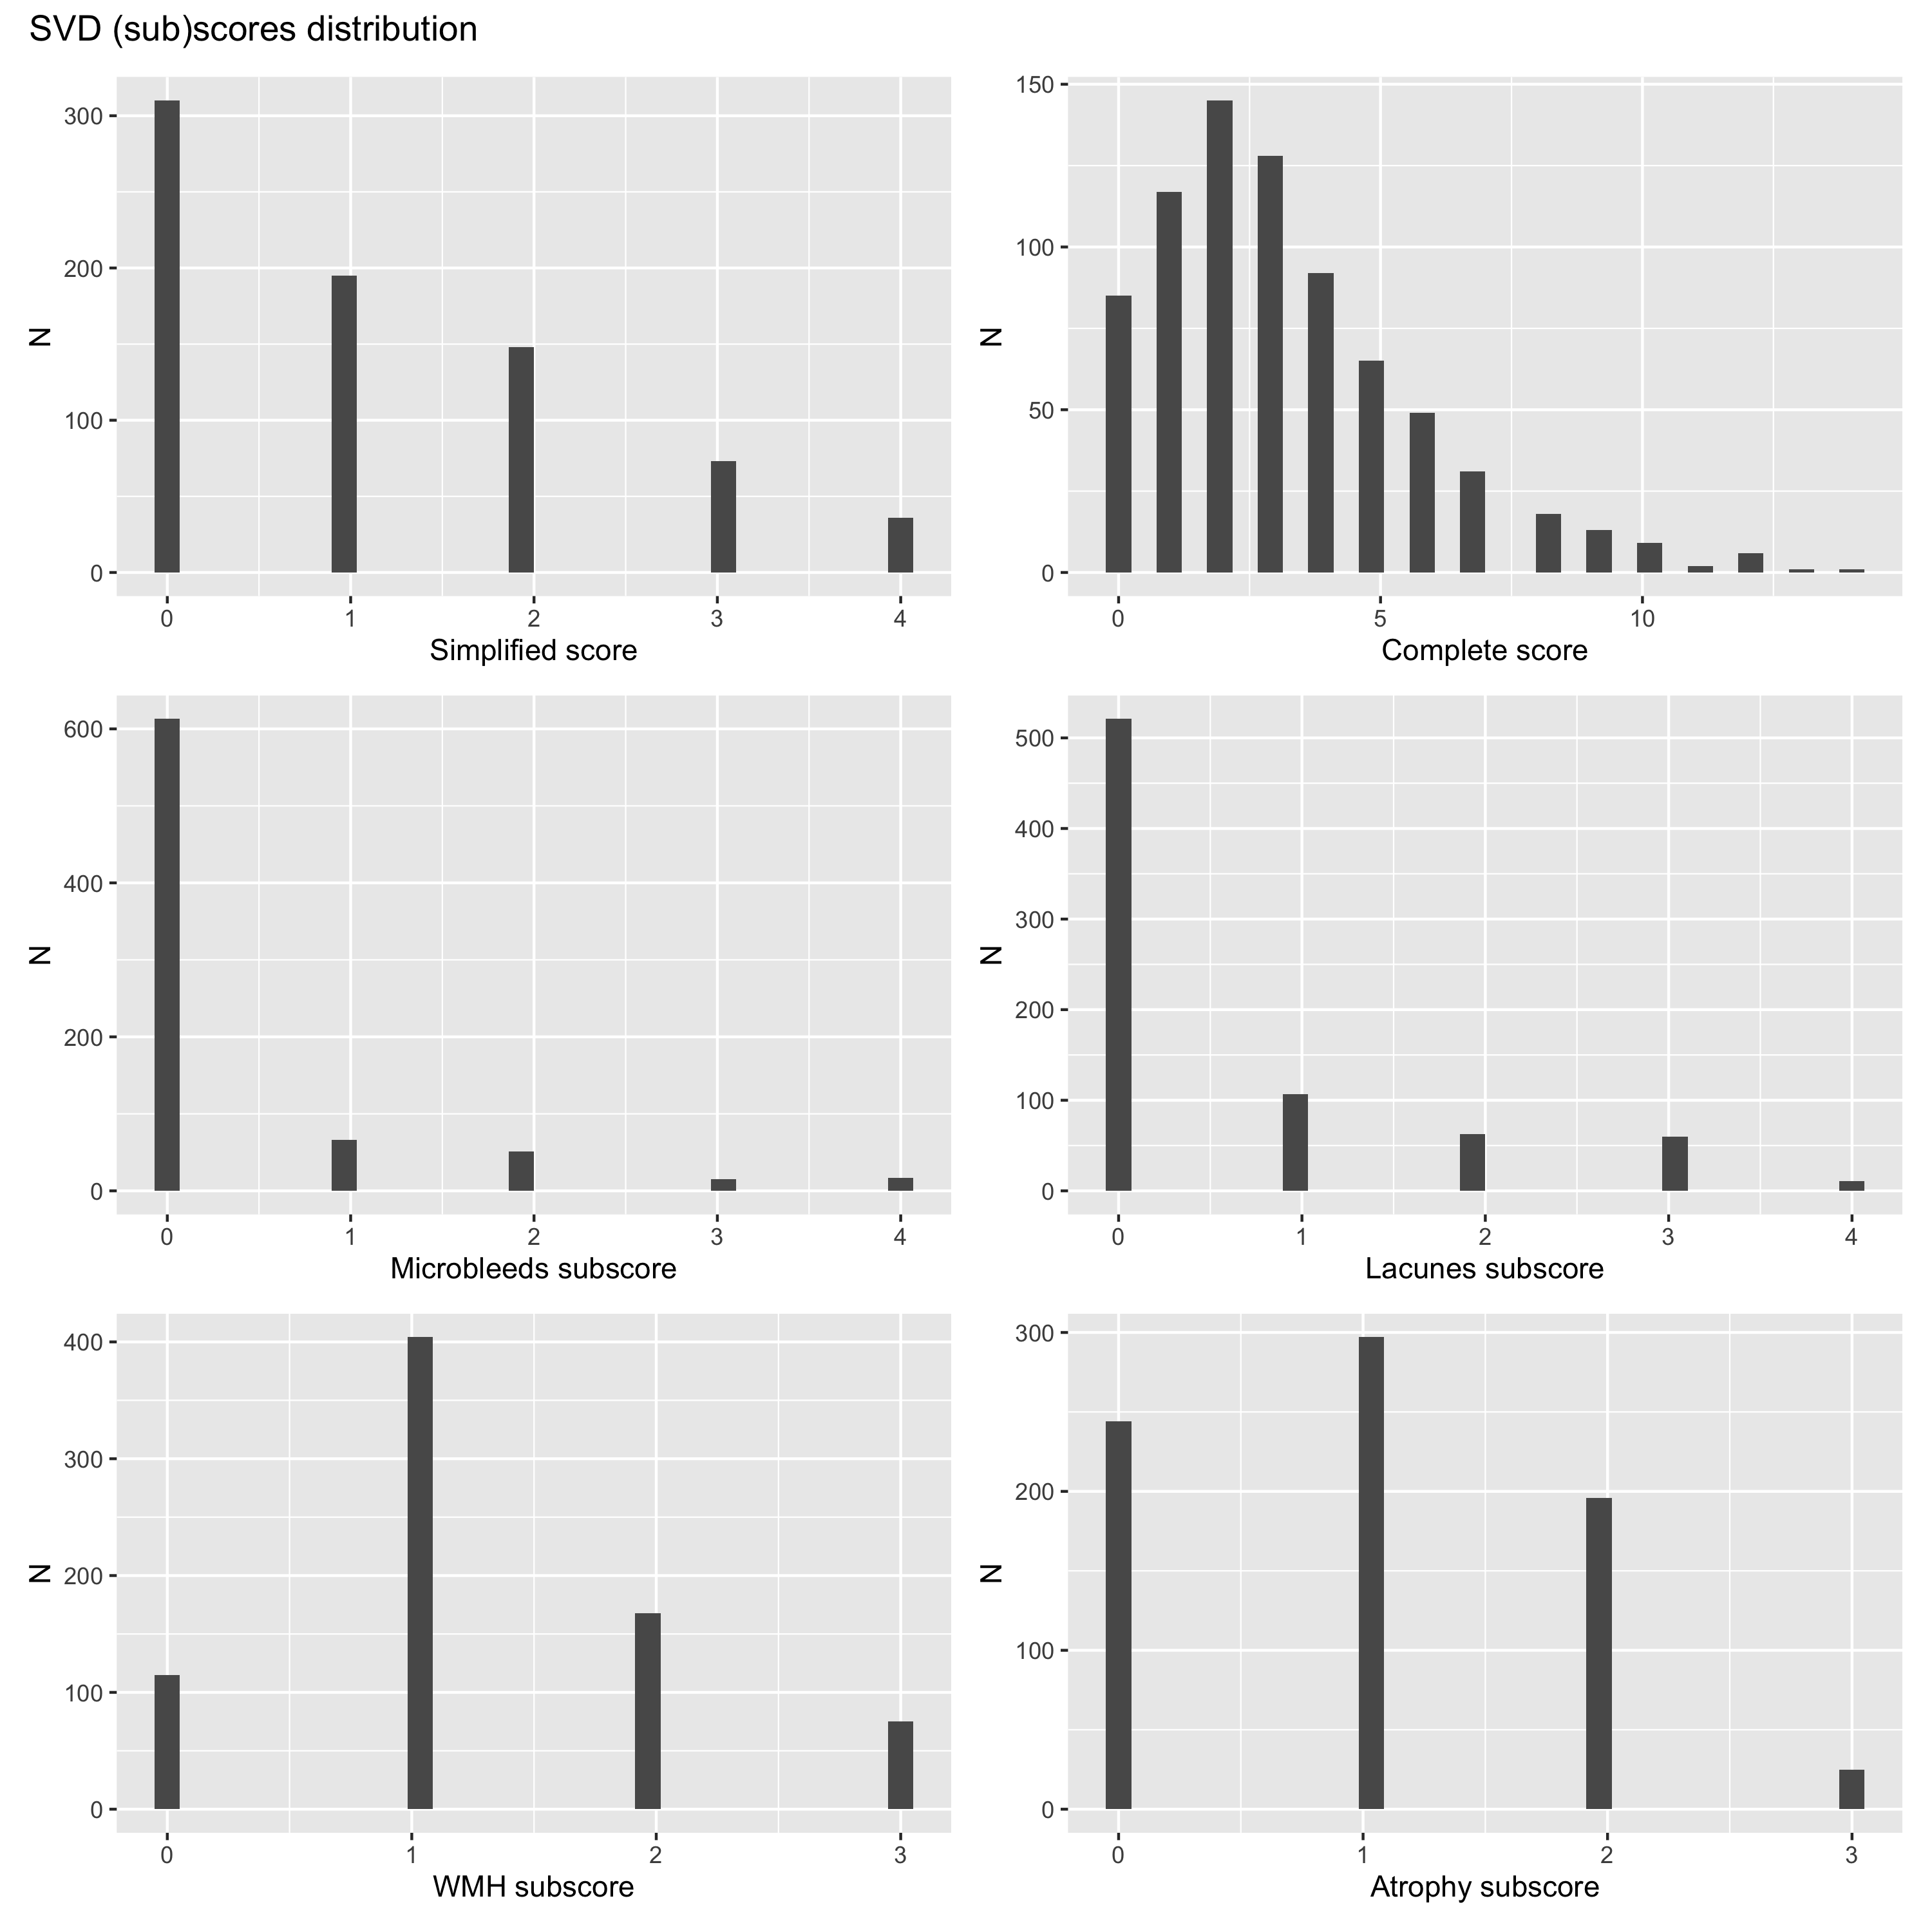 SVD (sub)scores distribution
300
200
100
0
N
0 1 2 3 4
Simplified score
150
100
50
0
N
0 5 10
Complete score
600
400
200
0
N
0 1 2 3 4
Microbleeds subscore
500
400
300
200
100
0
N
0 1 2 3 4
Lacunes subscore
400
300
200
100
0
N
0 1 2 3
WMH subscore
300
200
100
0
N
0 1 2 3
Atrophy subscore